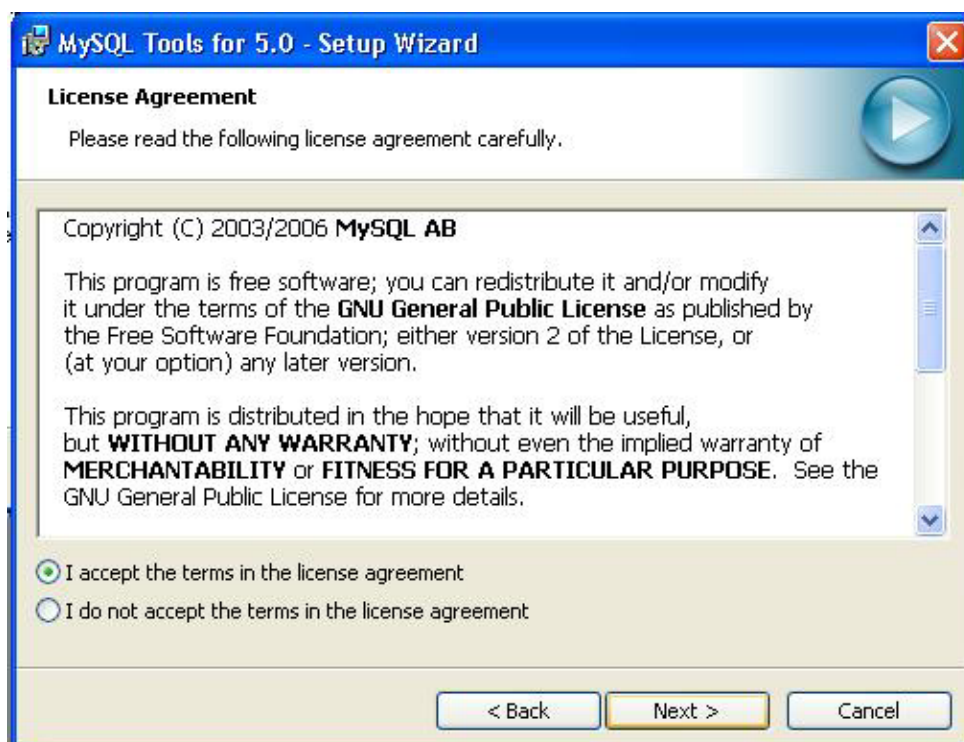 MySQL Tools for 5.0 - Setup Wizard
License Agreement
Please read the following license agreement carefully.
Copyright (C) 2003/2006 MySQL AB
This program is free software; you can redistribute it and/or modify
it under the terms of the GNU General Public License as published by
the Free Software Foundation; either version 2 of the License, or
(at your option) any later version.
This program is distributed in the hope that it will be useful,
but WITHOUT ANY WARRANTY; without even the implied warranty of
MERCHANTABILITY or FITNESS FOR A PARTICULAR PURPOSE.  See the
GNU General Public License for more details.
I accept the terms in the license agreement
I do not accept the terms in the license agreement
< Back Next > Cancel